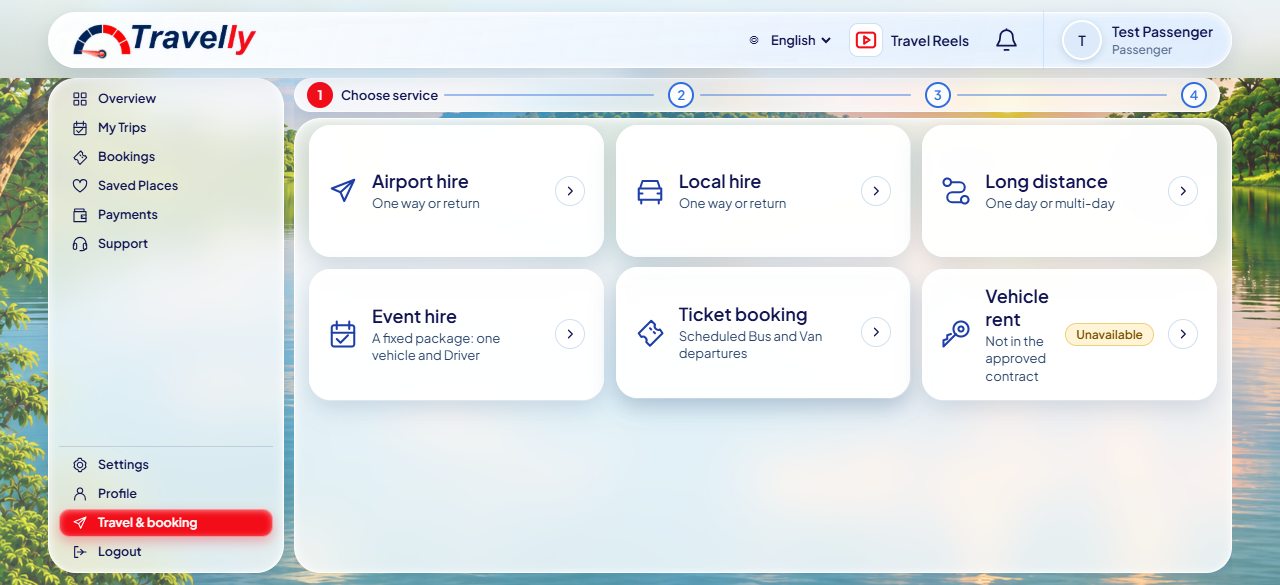 Travelly
English
Travel Reels
T
Test Passenger
Passenger
Overview
My Trips
Bookings
Saved Places
Payments
Support
Settings
Profile
Travel & booking
Logout
1 Choose service 2 3 4
Airport hire
One way or return
Local hire
One way or return
Long distance
One day or multi-day
Event hire
A fixed package: one
vehicle and Driver
Ticket booking
Scheduled Bus and Van
departures
Vehicle
rent
Not in the
approved
contract
Unavailable